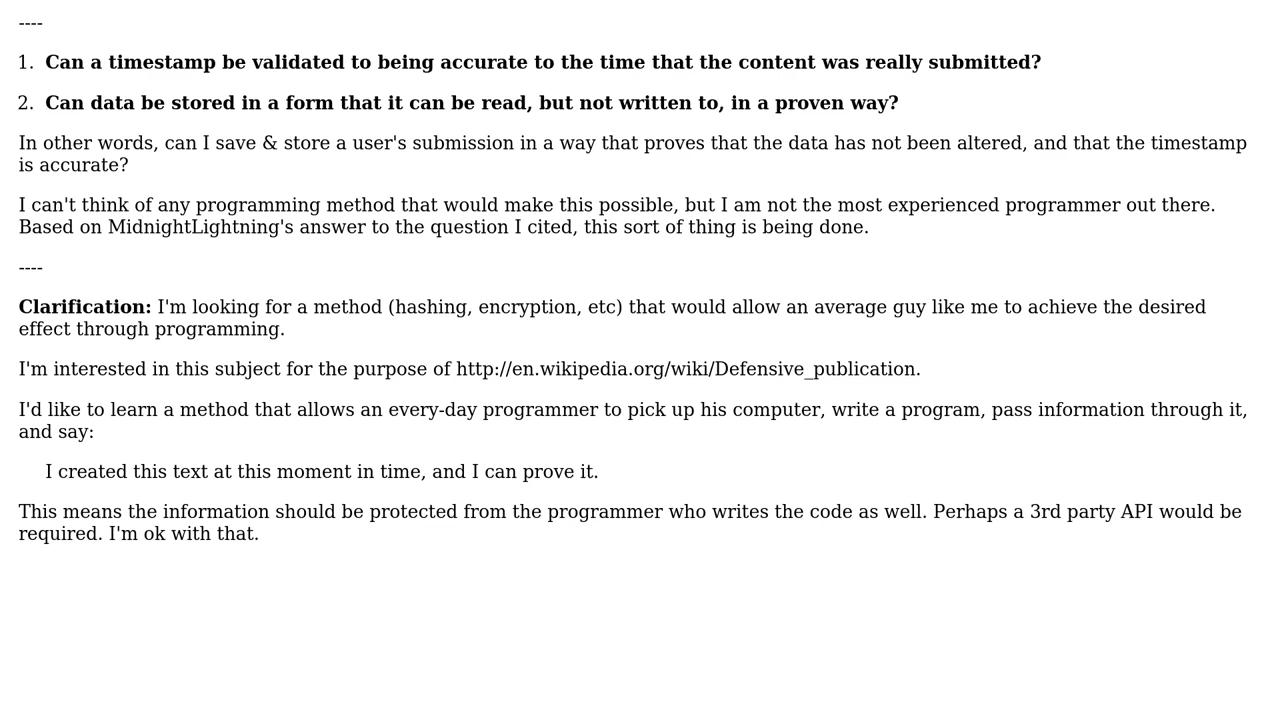 ----
1. Can a timestamp be validated to being accurate to the time that the content was really submitted?
2. Can data be stored in a form that it can be read, but not written to, in a proven way?
In other words, can I save & store a user's submission in a way that proves that the data has not been altered, and that the timestamp
is accurate?
I can't think of any programming method that would make this possible, but I am not the most experienced programmer out there.
Based on MidnightLightning's answer to the question I cited, this sort of thing is being done.
----
Clarification: I'm looking for a method (hashing, encryption, etc) that would allow an average guy like me to achieve the desired
effect through programming.
I'm interested in this subject for the purpose of http://en.wikipedia.org/wiki/Defensive_publication.
I'd like to learn a method that allows an every-day programmer to pick up his computer, write a program, pass information through it,
and say:
I created this text at this moment in time, and I can prove it.
This means the information should be protected from the programmer who writes the code as well. Perhaps a 3rd party API would be
required. I'm ok with that.